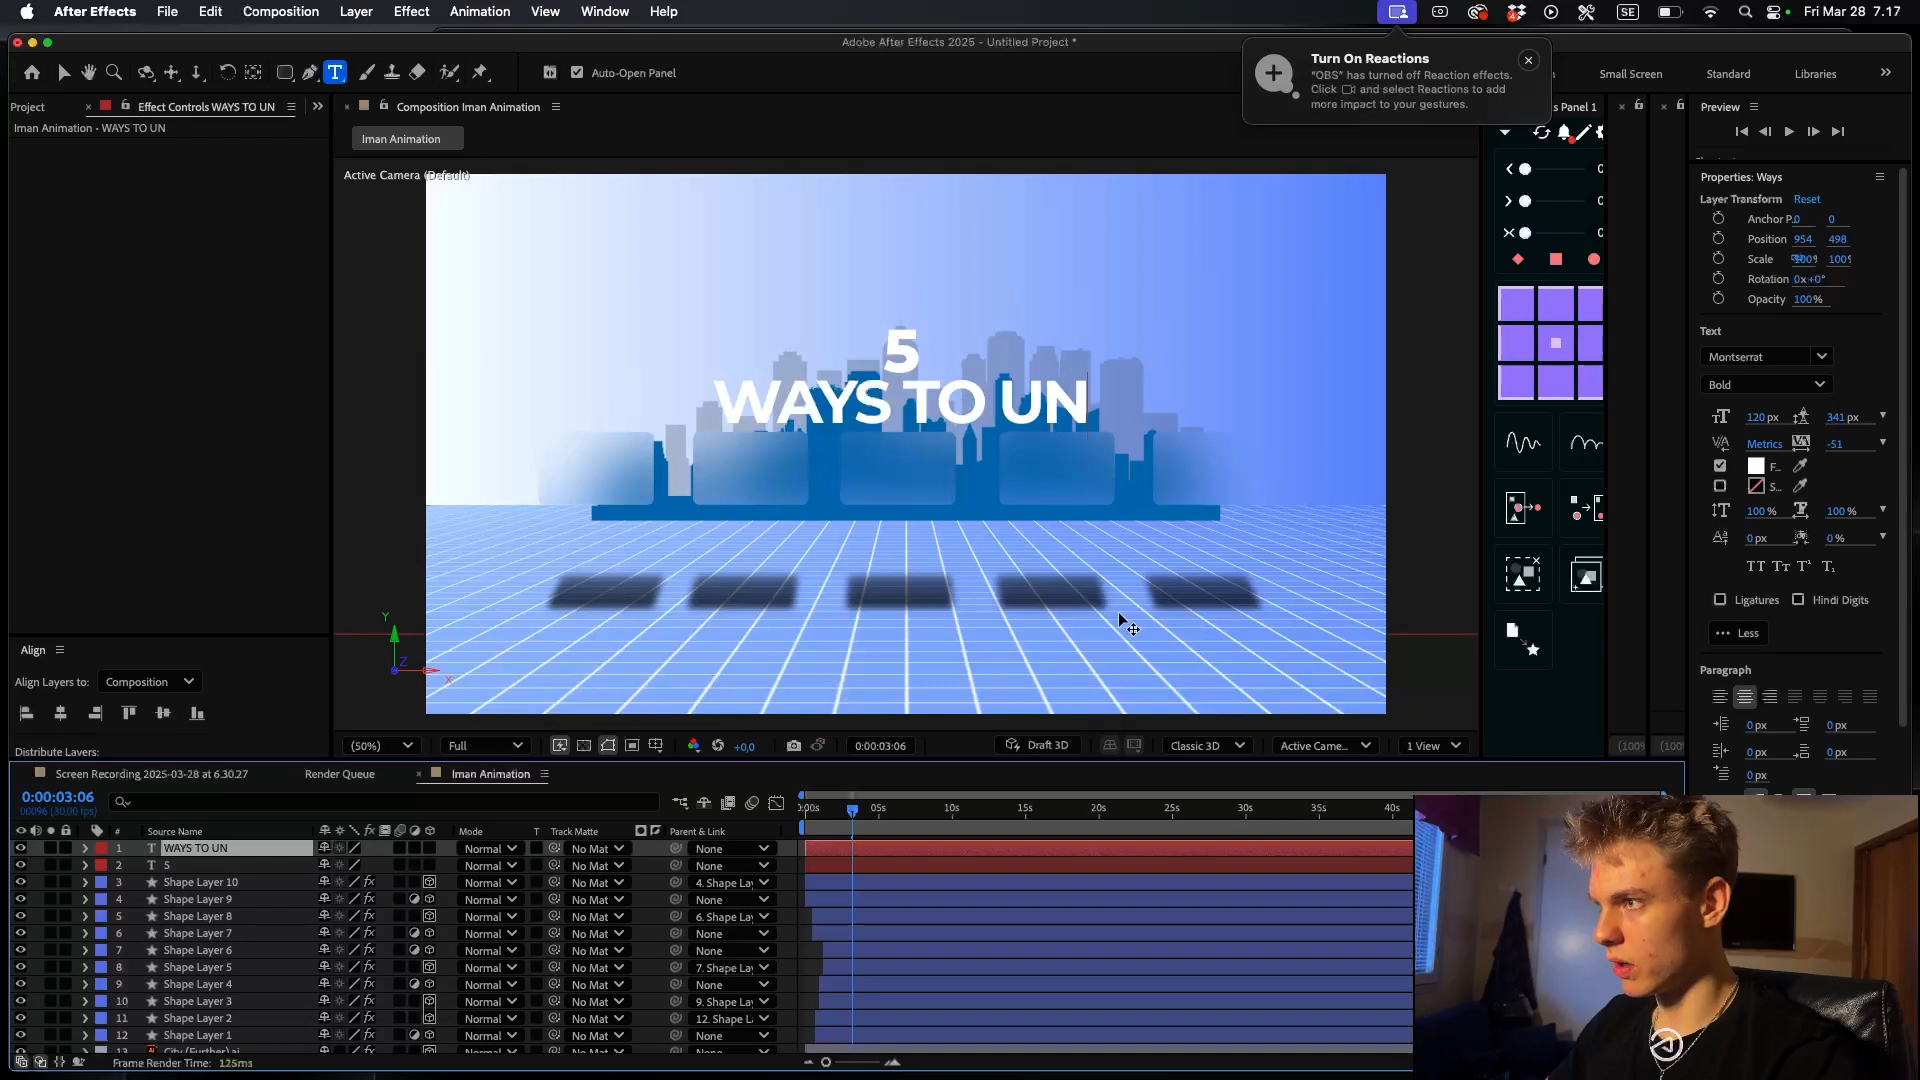 After Effects File Edit Composition Layer Effect Animation View Window Help
SE Fri Mar 28 7.17
Adobe After Effects 2025 - Untitled Project *
Turn On Reactions
"OBS" has turned off Reaction effects.
Click and select Reactions to add
more impact to your gestures.
Auto-Open Panel
Small Screen Standard Libraries
Project Effect Controls WAYS TO UN
Composition Iman Animation
s Panel 1
Preview
Iman Animation • WAYS TO UN
Iman Animation
Active Camera (Default)
5
WAYS TO UN
Properties: Ways
Layer Transform Reset
Anchor P. 0 0
Position 954 498
Scale 100% 100%
Rotation 0x+0°
Opacity 100%
Text
Montserrat
Bold
120 px 341 px
Metrics -51
F...
S...
100 % 100 %
0 px 0 %
Ligatures Hindi Digits
Less
Paragraph
0 px 0 px
0 px 0 px
0 px
Y
Z
X
Align
Align Layers to: Composition
Distribute Layers:
(50%) Full +0,0 0:00:03:06 Draft 3D Classic 3D Active Came... 1 View
Screen Recording 2025-03-28 at 6.30.27 Render Queue Iman Animation
0:00:03:06
00096 (30.00 fps)
0:00s 05s 10s 15s 20s 25s 30s 35s 40s
# Source Name Mode T Track Matte Parent & Link
1 WAYS TO UN Normal No Mat None
2 5 Normal No Mat None
3 Shape Layer 10 Normal No Mat 4. Shape Lay
4 Shape Layer 9 Normal No Mat None
5 Shape Layer 8 Normal No Mat 6. Shape Lay
6 Shape Layer 7 Normal No Mat None
7 Shape Layer 6 Normal No Mat None
8 Shape Layer 5 Normal No Mat 7. Shape Lay
9 Shape Layer 4 Normal No Mat None
10 Shape Layer 3 Normal No Mat 9. Shape Lay
11 Shape Layer 2 Normal No Mat 12. Shape L
12 Shape Layer 1 Normal No Mat None
13 City (Further).ai
Frame Render Time: 125ms